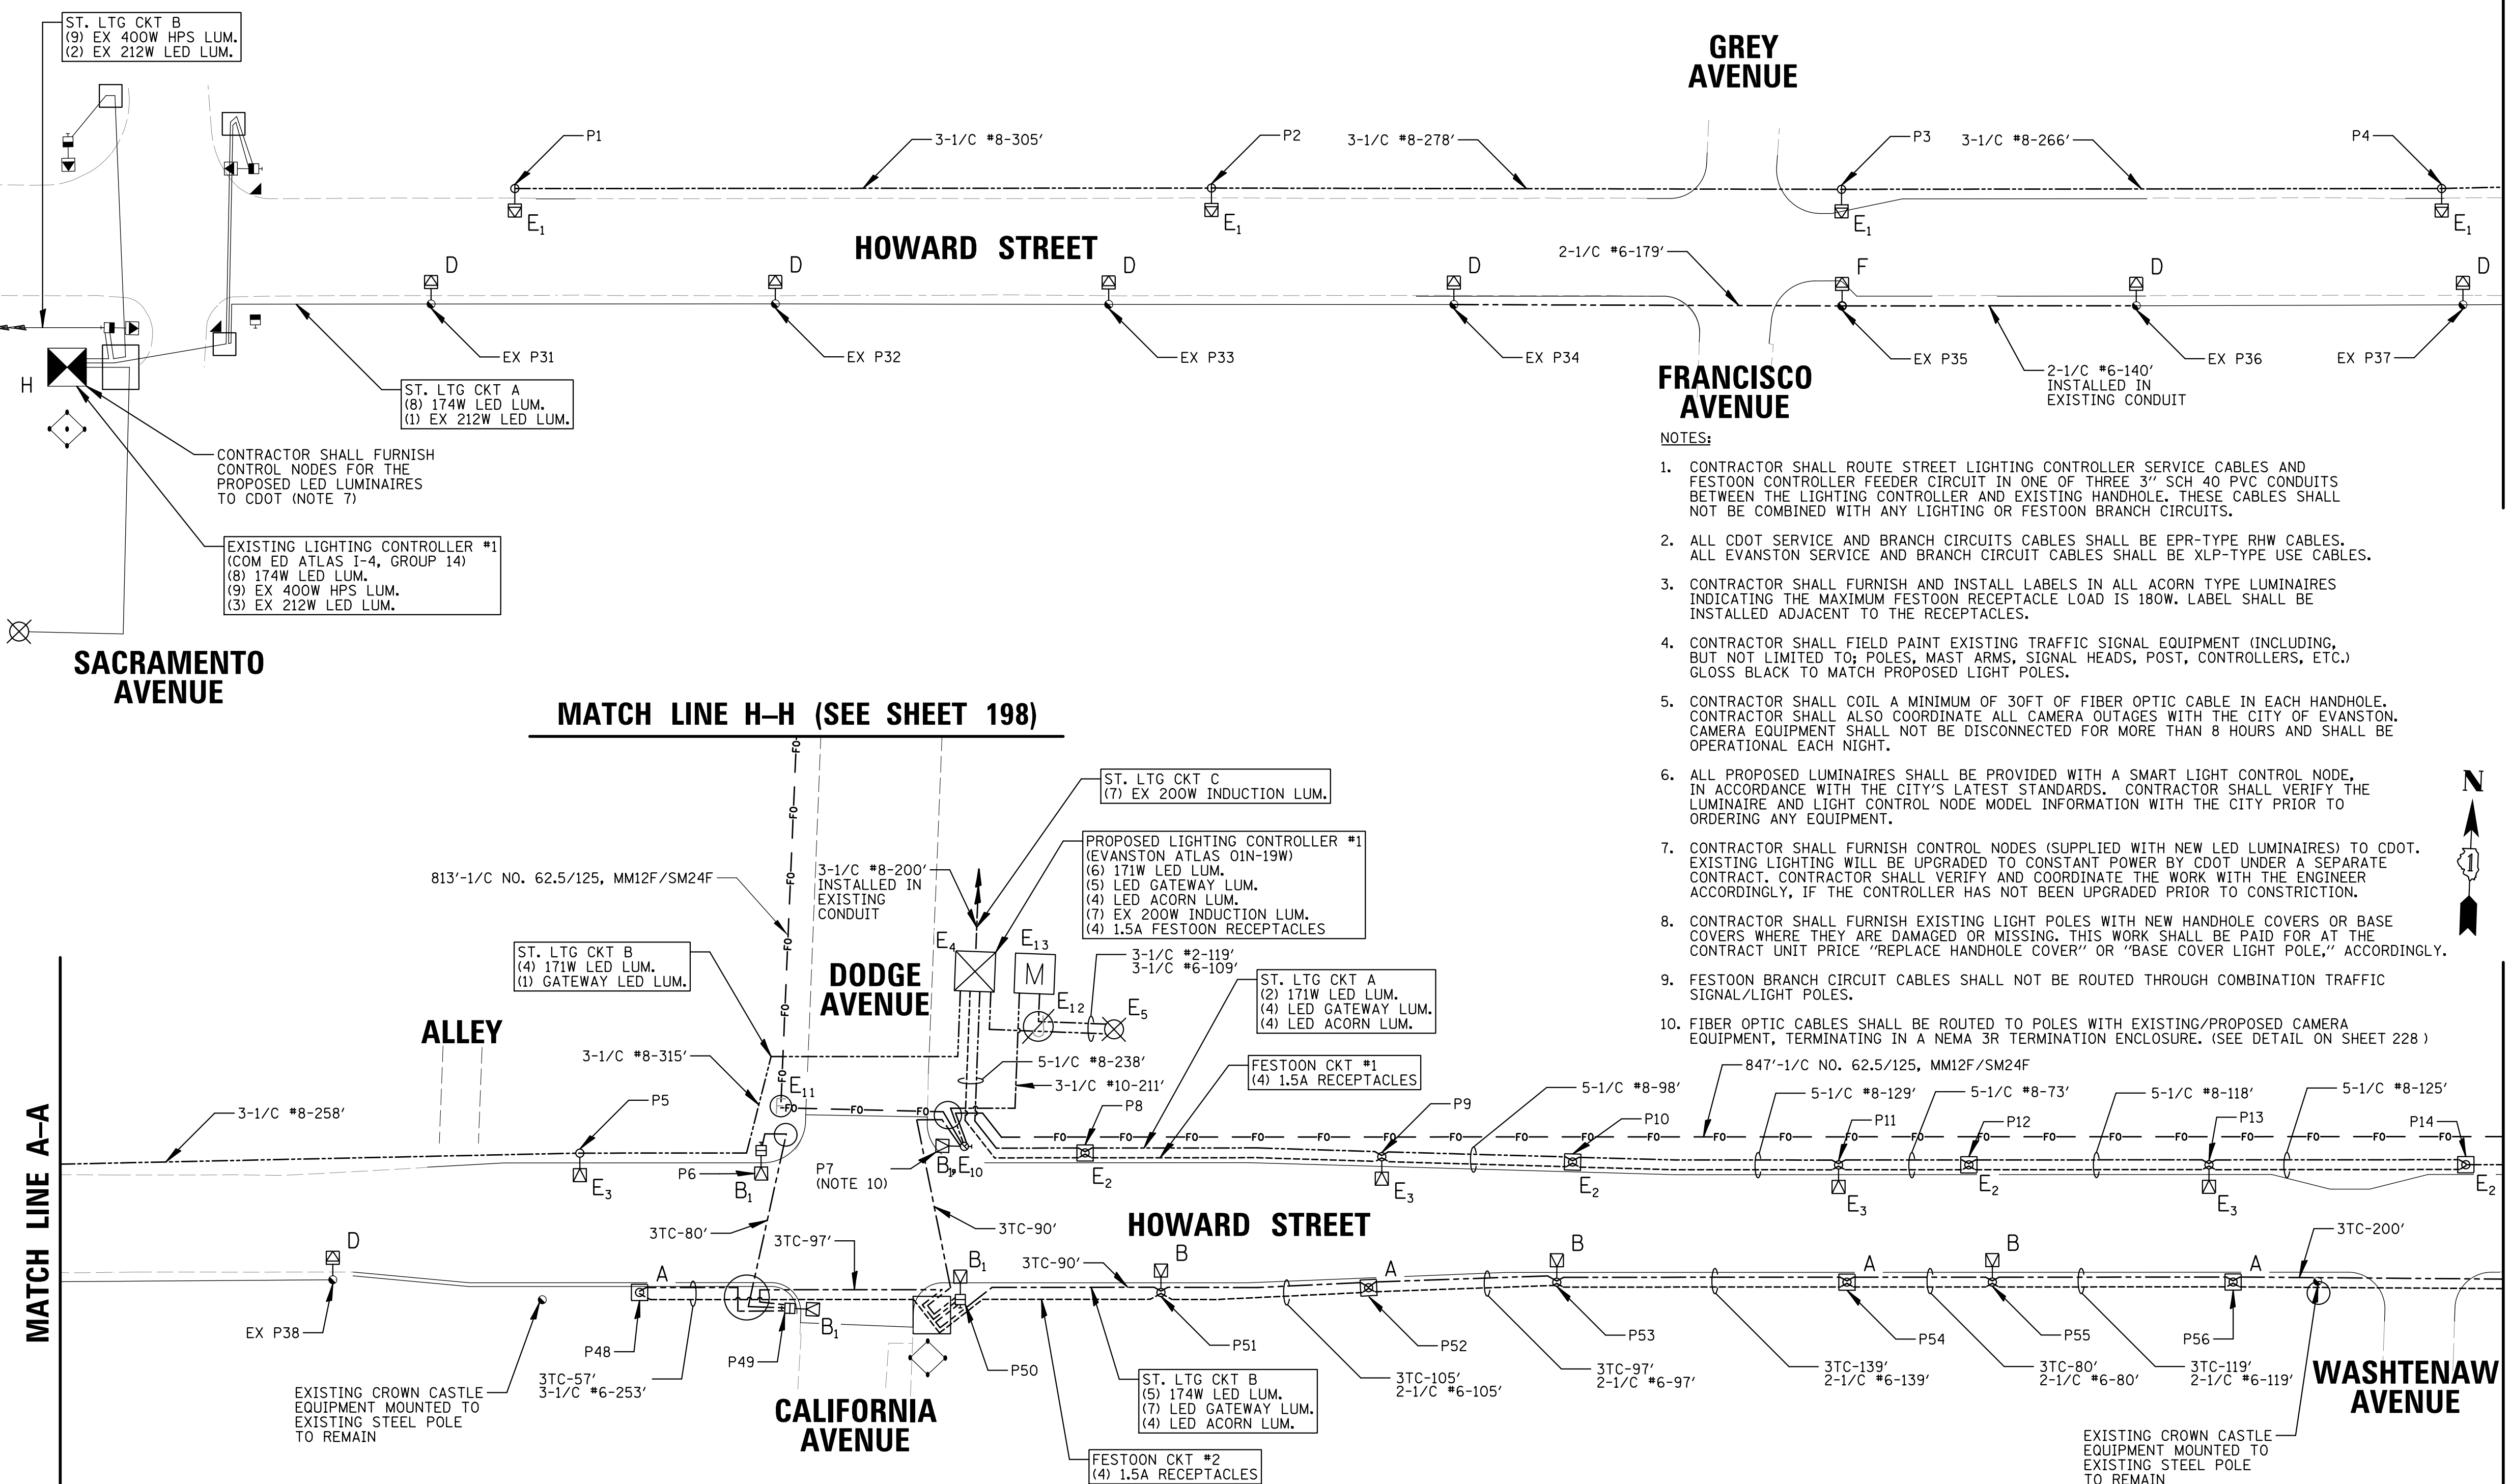 ST. LTG CKT B
(9) EX 400W HPS LUM.
(2) EX 212W LED LUM.
GREY
AVENUE
P1
3-1/C #8-305'
P2
3-1/C #8-278'
P3
3-1/C #8-266'
P4
E1
E1
E1
E1
HOWARD STREET
2-1/C #6-179'
D
D
D
D
F
D
D
EX P31
EX P32
EX P33
EX P34
EX P35
EX P36
EX P37
H
ST. LTG CKT A
(8) 174W LED LUM.
(1) EX 212W LED LUM.
2-1/C #6-140'
INSTALLED IN
EXISTING CONDUIT
FRANCISCO
AVENUE
CONTRACTOR SHALL FURNISH
CONTROL NODES FOR THE
PROPOSED LED LUMINAIRES
TO CDOT (NOTE 7)
EXISTING LIGHTING CONTROLLER #1
(COM ED ATLAS I-4, GROUP 14)
(8) 174W LED LUM.
(9) EX 400W HPS LUM.
(3) EX 212W LED LUM.
SACRAMENTO
AVENUE
NOTES:
1. CONTRACTOR SHALL ROUTE STREET LIGHTING CONTROLLER SERVICE CABLES AND
FESTOON CONTROLLER FEEDER CIRCUIT IN ONE OF THREE 3" SCH 40 PVC CONDUITS
BETWEEN THE LIGHTING CONTROLLER AND EXISTING HANDHOLE. THESE CABLES SHALL
NOT BE COMBINED WITH ANY LIGHTING OR FESTOON BRANCH CIRCUITS.
2. ALL CDOT SERVICE AND BRANCH CIRCUITS CABLES SHALL BE EPR-TYPE RHW CABLES.
ALL EVANSTON SERVICE AND BRANCH CIRCUIT CABLES SHALL BE XLP-TYPE USE CABLES.
3. CONTRACTOR SHALL FURNISH AND INSTALL LABELS IN ALL ACORN TYPE LUMINAIRES
INDICATING THE MAXIMUM FESTOON RECEPTACLE LOAD IS 180W. LABEL SHALL BE
INSTALLED ADJACENT TO THE RECEPTACLES.
4. CONTRACTOR SHALL FIELD PAINT EXISTING TRAFFIC SIGNAL EQUIPMENT (INCLUDING,
BUT NOT LIMITED TO; POLES, MAST ARMS, SIGNAL HEADS, POST, CONTROLLERS, ETC.)
GLOSS BLACK TO MATCH PROPOSED LIGHT POLES.
5. CONTRACTOR SHALL COIL A MINIMUM OF 30FT OF FIBER OPTIC CABLE IN EACH HANDHOLE.
CONTRACTOR SHALL ALSO COORDINATE ALL CAMERA OUTAGES WITH THE CITY OF EVANSTON.
CAMERA EQUIPMENT SHALL NOT BE DISCONNECTED FOR MORE THAN 8 HOURS AND SHALL BE
OPERATIONAL EACH NIGHT.
6. ALL PROPOSED LUMINAIRES SHALL BE PROVIDED WITH A SMART LIGHT CONTROL NODE,
IN ACCORDANCE WITH THE CITY'S LATEST STANDARDS. CONTRACTOR SHALL VERIFY THE
LUMINAIRE AND LIGHT CONTROL NODE MODEL INFORMATION WITH THE CITY PRIOR TO
ORDERING ANY EQUIPMENT.
7. CONTRACTOR SHALL FURNISH CONTROL NODES (SUPPLIED WITH NEW LED LUMINAIRES) TO CDOT.
EXISTING LIGHTING WILL BE UPGRADED TO CONSTANT POWER BY CDOT UNDER A SEPARATE
CONTRACT. CONTRACTOR SHALL VERIFY AND COORDINATE THE WORK WITH THE ENGINEER
ACCORDINGLY, IF THE CONTROLLER HAS NOT BEEN UPGRADED PRIOR TO CONSTRICTION.
8. CONTRACTOR SHALL FURNISH EXISTING LIGHT POLES WITH NEW HANDHOLE COVERS OR BASE
COVERS WHERE THEY ARE DAMAGED OR MISSING. THIS WORK SHALL BE PAID FOR AT THE
CONTRACT UNIT PRICE "REPLACE HANDHOLE COVER" OR "BASE COVER LIGHT POLE," ACCORDINGLY.
9. FESTOON BRANCH CIRCUIT CABLES SHALL NOT BE ROUTED THROUGH COMBINATION TRAFFIC
SIGNAL/LIGHT POLES.
10. FIBER OPTIC CABLES SHALL BE ROUTED TO POLES WITH EXISTING/PROPOSED CAMERA
EQUIPMENT, TERMINATING IN A NEMA 3R TERMINATION ENCLOSURE. (SEE DETAIL ON SHEET 228 )
N
1
MATCH LINE H-H (SEE SHEET 198)
ST. LTG CKT C
(7) EX 200W INDUCTION LUM.
PROPOSED LIGHTING CONTROLLER #1
(EVANSTON ATLAS 01N-19W)
(6) 171W LED LUM.
(5) LED GATEWAY LUM.
(4) LED ACORN LUM.
(7) EX 200W INDUCTION LUM.
(4) 1.5A FESTOON RECEPTACLES
813'-1/C NO. 62.5/125, MM12F/SM24F
3-1/C #8-200'
INSTALLED IN
EXISTING
CONDUIT
FO
FO
FO
FO
FO
ST. LTG CKT B
(4) 171W LED LUM.
(1) GATEWAY LED LUM.
DODGE
AVENUE
E4
E13
M
3-1/C #2-119'
3-1/C #6-109'
E12
E5
ST. LTG CKT A
(2) 171W LED LUM.
(4) LED GATEWAY LUM.
(4) LED ACORN LUM.
ALLEY
3-1/C #8-315'
5-1/C #8-238'
3-1/C #10-211'
FESTOON CKT #1
(4) 1.5A RECEPTACLES
847'-1/C NO. 62.5/125, MM12F/SM24F
MATCH LINE A-A
3-1/C #8-258'
P5
E11
FO FO FO
P8
P9
5-1/C #8-98'
P10
5-1/C #8-129'
P11
5-1/C #8-73'
P12
5-1/C #8-118'
P13
5-1/C #8-125'
P14
FO FO FO FO FO FO FO FO FO FO FO FO FO FO FO
E3
P6
B1
P7
(NOTE 10)
B1, E10
E2
E3
E2
E3
E2
E3
E2
3TC-80'
3TC-97'
3TC-90'
HOWARD STREET
3TC-90'
3TC-200'
D
A
B1
B1
B
A
B
A
B
A
EX P38
P48
3TC-57'
3-1/C #6-253'
P49
P50
P51
P52
P53
P54
P55
P56
EXISTING CROWN CASTLE
EQUIPMENT MOUNTED TO
EXISTING STEEL POLE
TO REMAIN
CALIFORNIA
AVENUE
ST. LTG CKT B
(5) 174W LED LUM.
(7) LED GATEWAY LUM.
(4) LED ACORN LUM.
FESTOON CKT #2
(4) 1.5A RECEPTACLES
3TC-105'
2-1/C #6-105'
3TC-97'
2-1/C #6-97'
3TC-139'
2-1/C #6-139'
3TC-80'
2-1/C #6-80'
3TC-119'
2-1/C #6-119'
WASHTENAW
AVENUE
EXISTING CROWN CASTLE
EQUIPMENT MOUNTED TO
EXISTING STEEL POLE
TO REMAIN